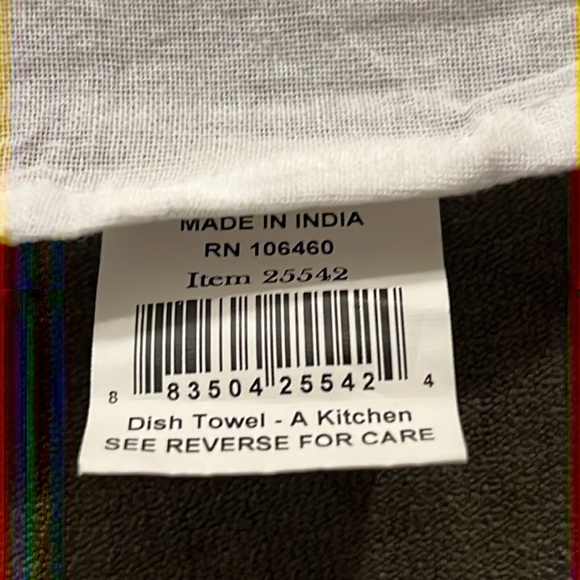 MADE IN INDIA
RN 106460
Item 25542
8 83504 25542 4
Dish Towel - A Kitchen
SEE REVERSE FOR CARE